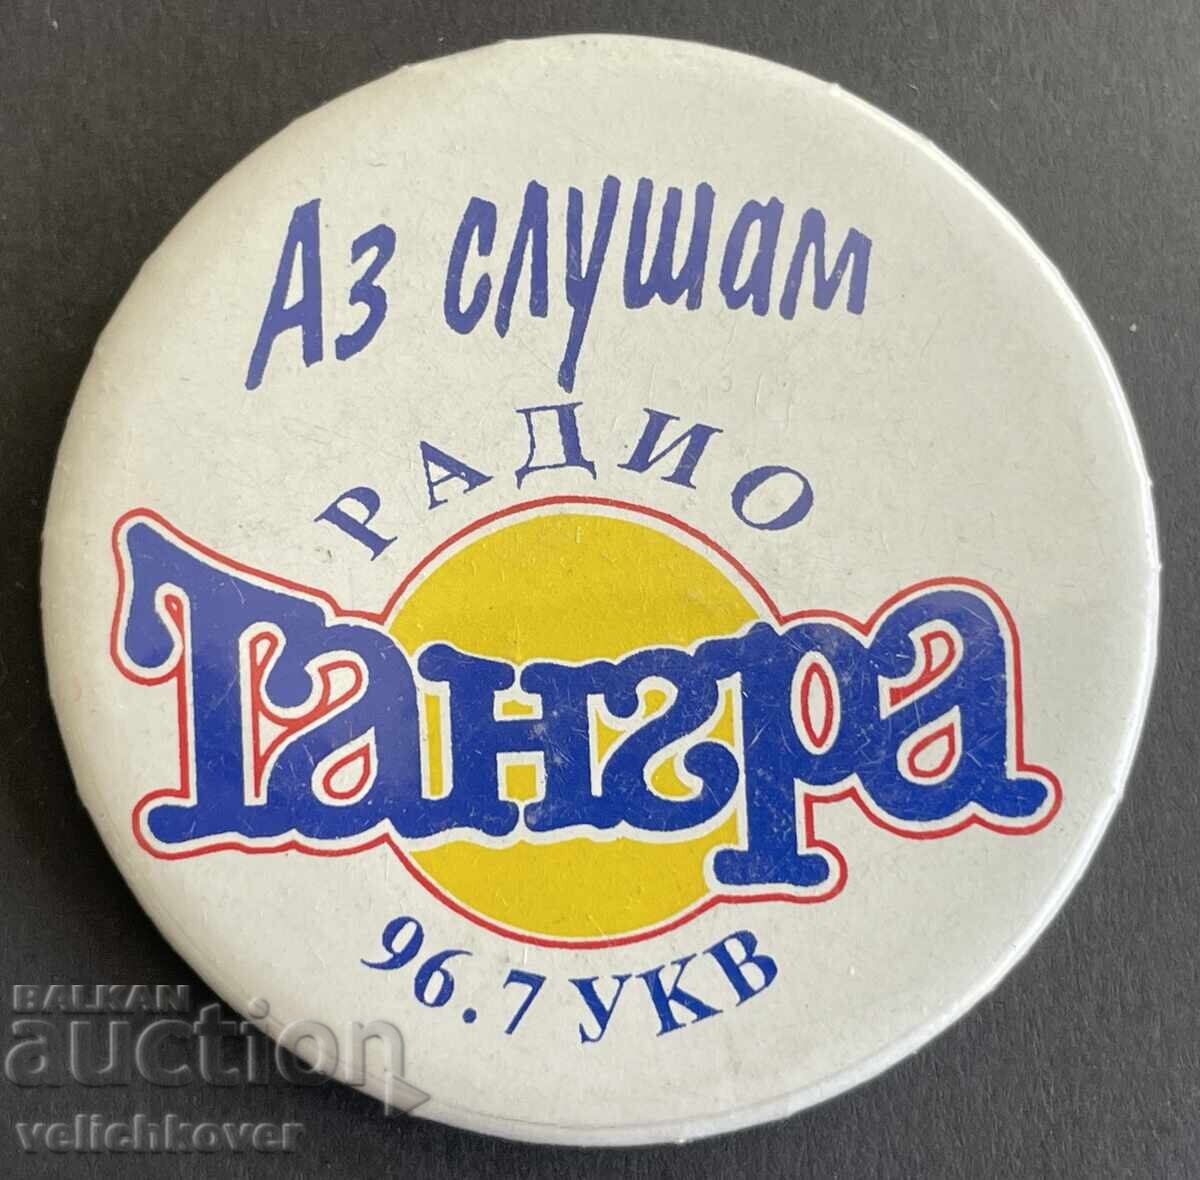 Аз слушам
РАДИО
Тангра
96.7 УКВ
BALKAN
auction
velichkover